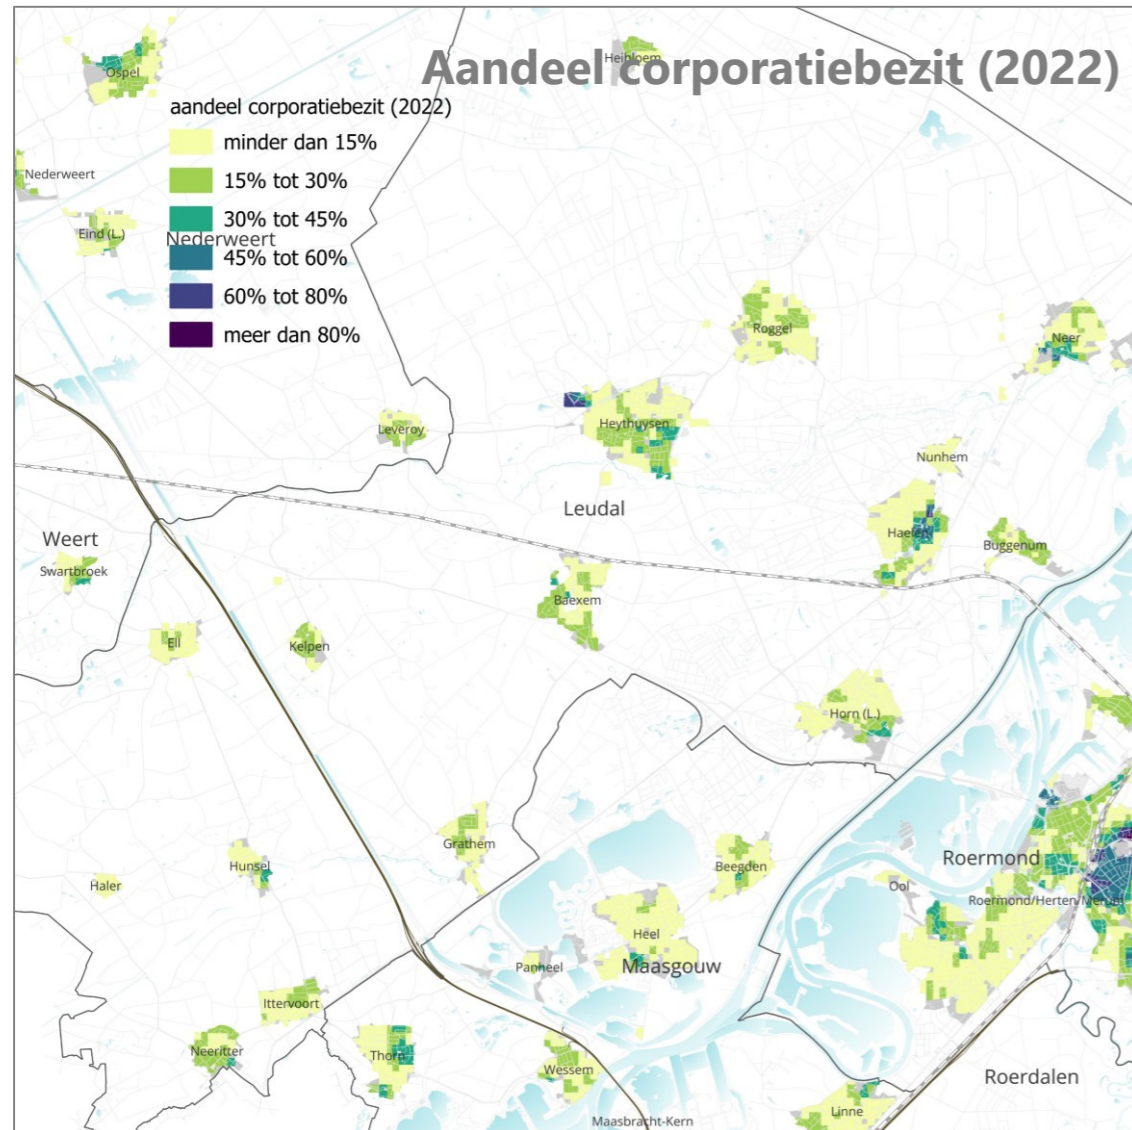 Aandeel corporatiebezit (2022)
Heibloem
Ospel
aandeel corporatiebezit (2022)
minder dan 15%
15% tot 30%
30% tot 45%
45% tot 60%
60% tot 80%
meer dan 80%
Nederweert
Eind (L.)
Nederweert
Roggel
Neer
Leveroy
Heythuysen
Nunhem
Leudal
Weert
Haelen
Buggenum
Swartbroek
Baexem
Ell
Kelpen
Horn (L.)
Grathem
Hunsel
Beegden
Roermond
Haler
Ool
Roermond/Herten/Merum
Heel
Panheel
Maasgouw
Ittervoort
Neeritter
Thorn
Wessem
Roerdalen
Linne
Maasbracht-Kern